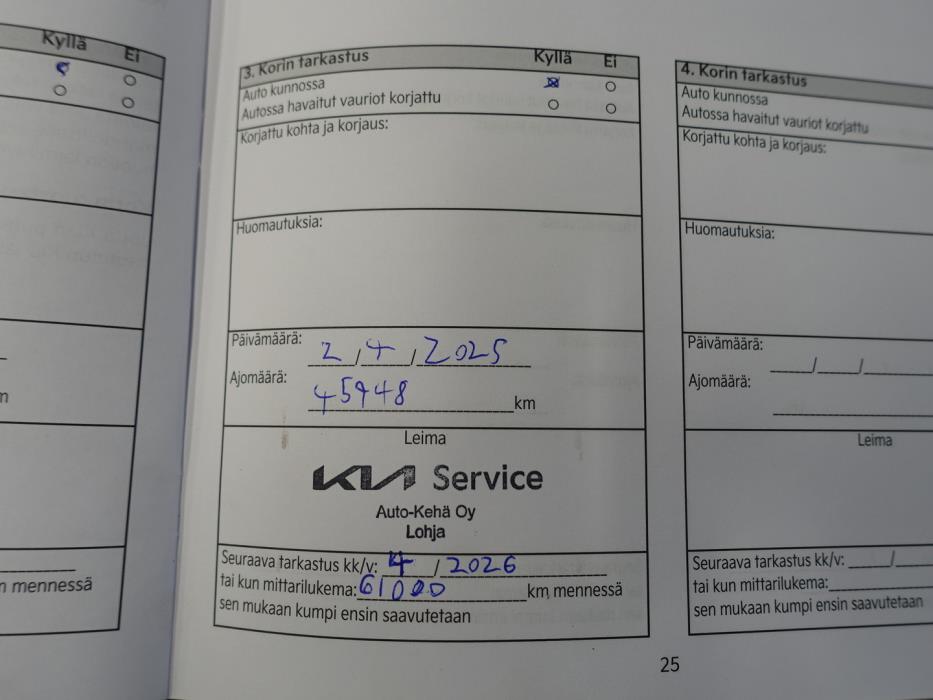 Kyllä Ei
3. Korin tarkastus Kyllä Ei
Auto kunnossa
Autossa havaitut vauriot korjattu
Korjattu kohta ja korjaus:
Huomautuksia:
Päivämäärä: 2/4/2025
Ajomäärä: 45948 km
Leima
KIA Service
Auto-Kehä Oy
Lohja
Seuraava tarkastus kk/v: 4/2026
tai kun mittarilukema: 61000 km mennessä
sen mukaan kumpi ensin saavutetaan
25
4. Korin tarkastus
Auto kunnossa
Autossa havaitut vauriot korjattu
Korjattu kohta ja korjaus:
Huomautuksia:
Päivämäärä: / /
Ajomäärä:
Leima
Seuraava tarkastus kk/v: /
tai kun mittarilukema:
sen mukaan kumpi ensin saavutetaan
mennessä